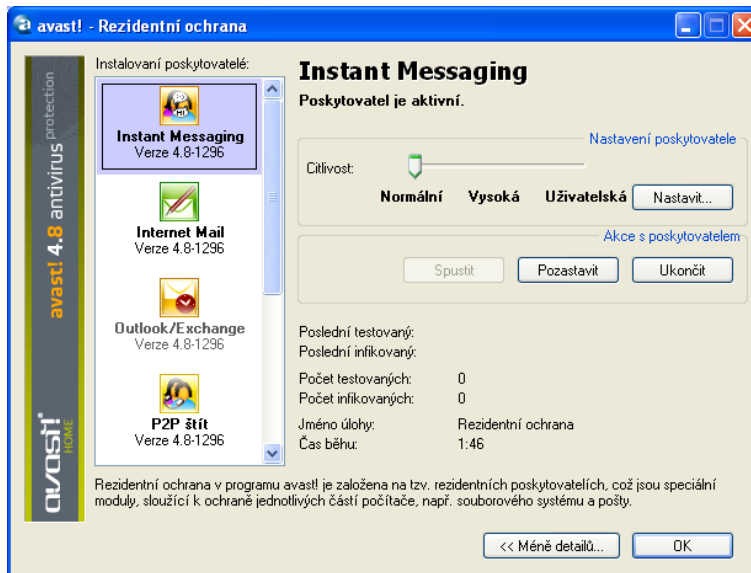 avast! - Rezidentní ochrana
avast! 4.8 antivirus protection
avast!
HOME
Instalovaní poskytovatelé:
MI
Instant Messaging
Verze 4.8-1296
Internet Mail
Verze 4.8-1296
Outlook/Exchange
Verze 4.8-1296
P2P štít
Verze 4.8-1296
Instant Messaging
Poskytovatel je aktivní.
Nastavení poskytovatele
Citlivost:
Normální Vysoká Uživatelská Nastavit...
Akce s poskytovatelem
Spustit Pozastavit Ukončit
Poslední testovaný:
Poslední infikovaný:
Počet testovaných: 0
Počet infikovaných: 0
Jméno úlohy: Rezidentní ochrana
Čas běhu: 1:46
Rezidentní ochrana v programu avast! je založena na tzv. rezidentních poskytovatelích, což jsou speciální
moduly, sloužící k ochraně jednotlivých částí počítače, např. souborového systému a pošty.
<< Méně detailů... OK